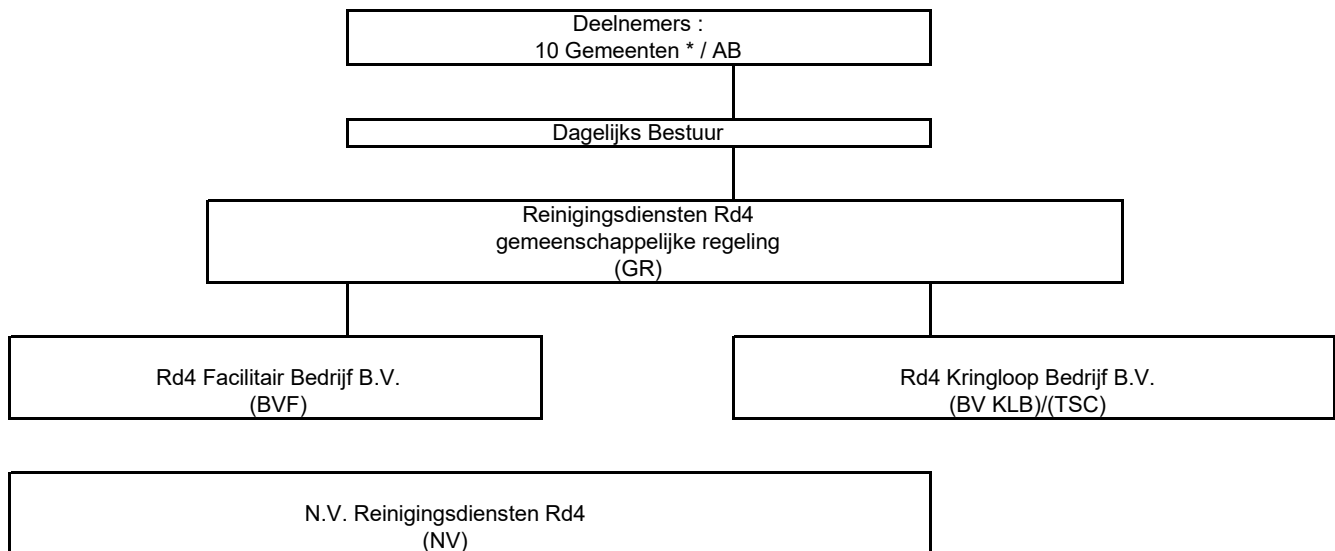 Deelnemers :
10 Gemeenten * / AB
Dagelijks Bestuur
Reinigingsdiensten Rd4
gemeenschappelijke regeling
(GR)
Rd4 Facilitair Bedrijf B.V.
(BVF)
Rd4 Kringloop Bedrijf B.V.
(BV KLB)/(TSC)
N.V. Reinigingsdiensten Rd4
(NV)